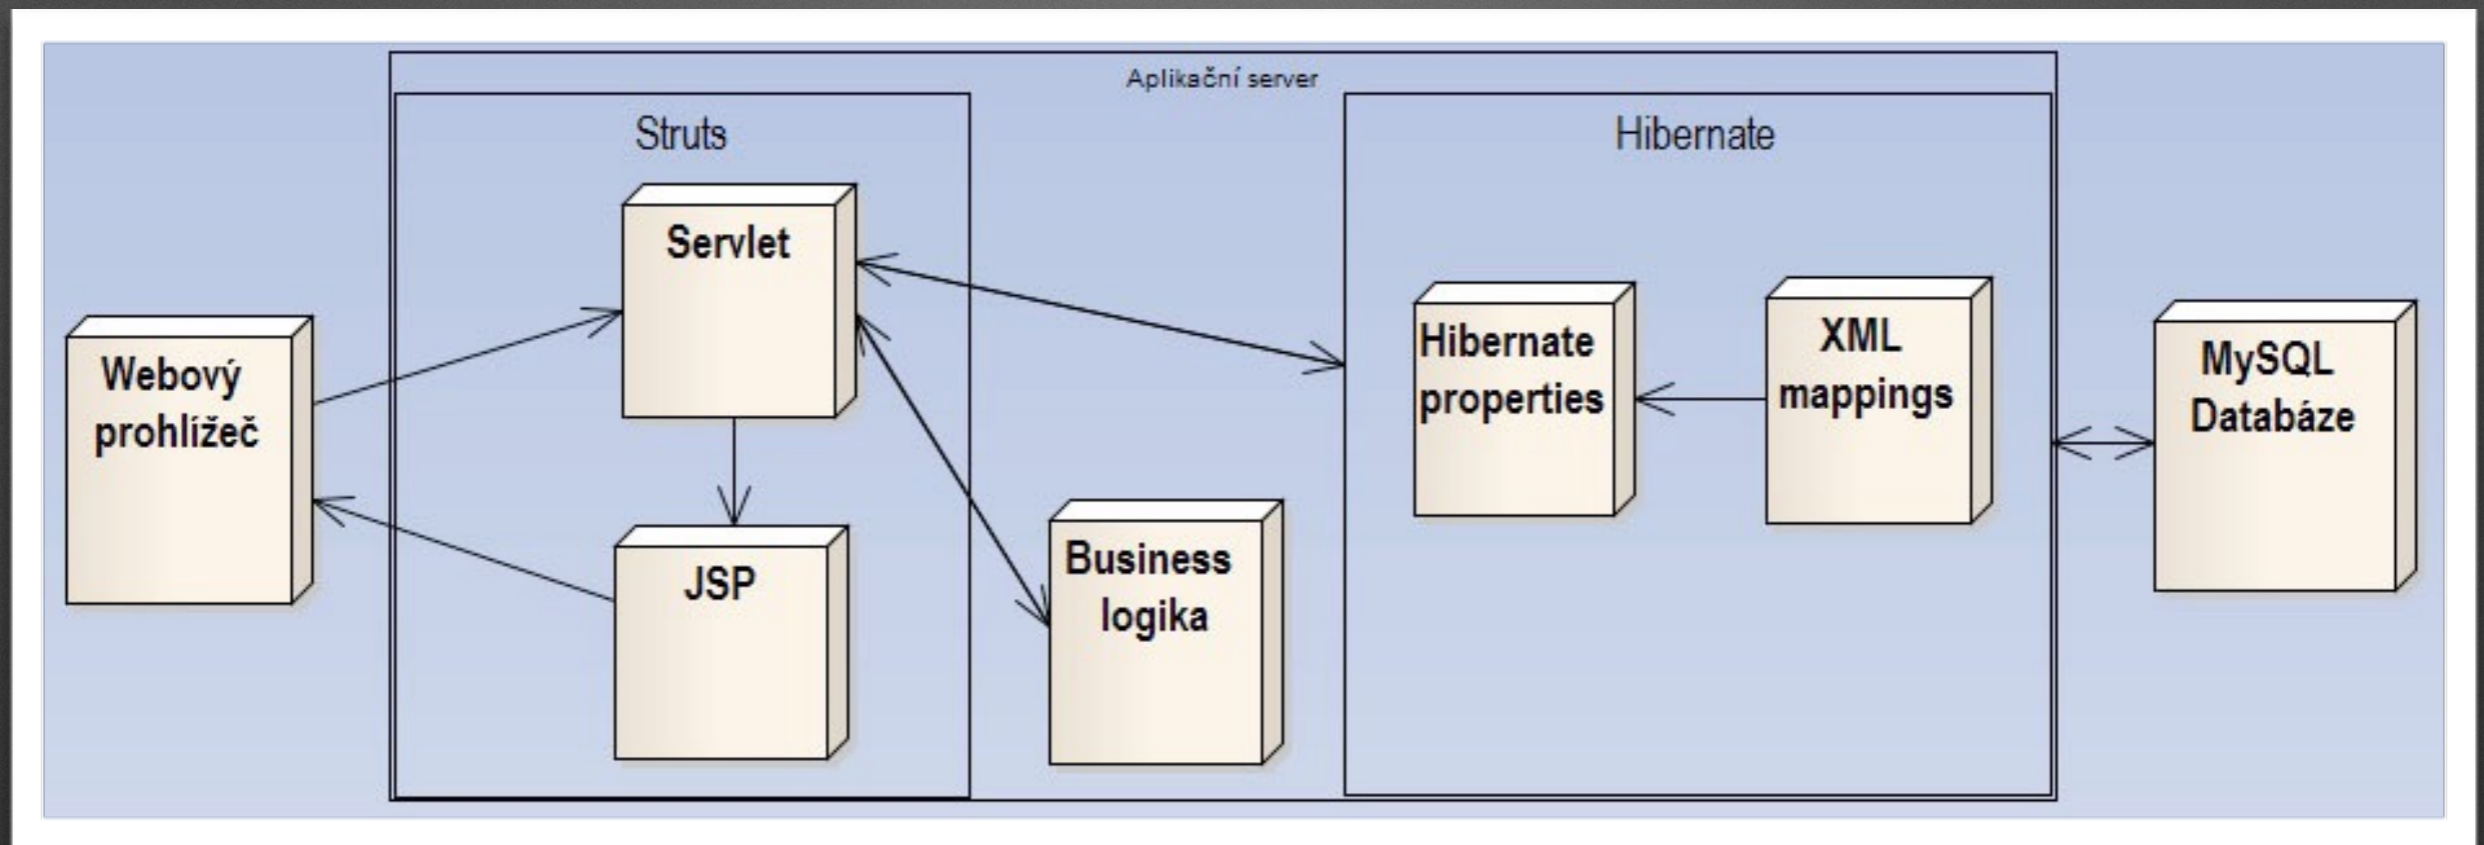 Aplikační server
Struts
Hibernate
Servlet
Webový
prohlížeč
JSP
Business
logika
Hibernate
properties
XML
mappings
MySQL
Databáze